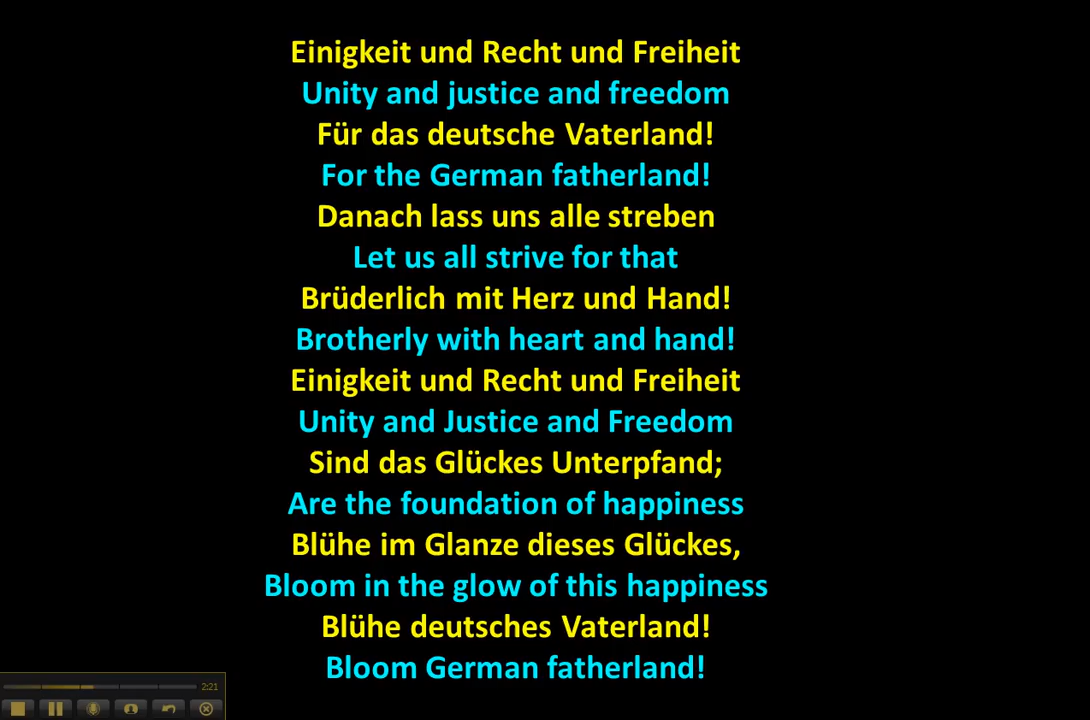 Einigkeit und Recht und Freiheit
Unity and justice and freedom
Für das deutsche Vaterland!
For the German fatherland!
Danach lass uns alle streben
Let us all strive for that
Brüderlich mit Herz und Hand!
Brotherly with heart and hand!
Einigkeit und Recht und Freiheit
Unity and Justice and Freedom
Sind das Glückes Unterpfand;
Are the foundation of happiness
Blühe im Glanze dieses Glückes,
Bloom in the glow of this happiness
Blühe deutsches Vaterland!
Bloom German fatherland!
2:21